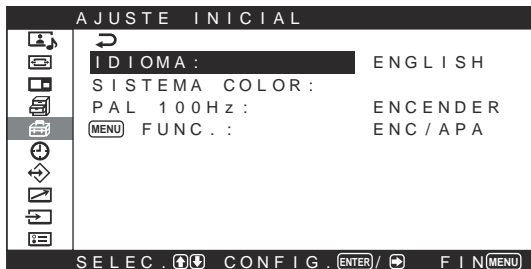 AJUSTE INICIAL
IDIOMA: ENGLISH
SISTEMA COLOR:
PAL 100Hz: ENCENDER
MENU FUNC.: ENC/APA
SELEC. CONFIG. ENTER / FIN MENU